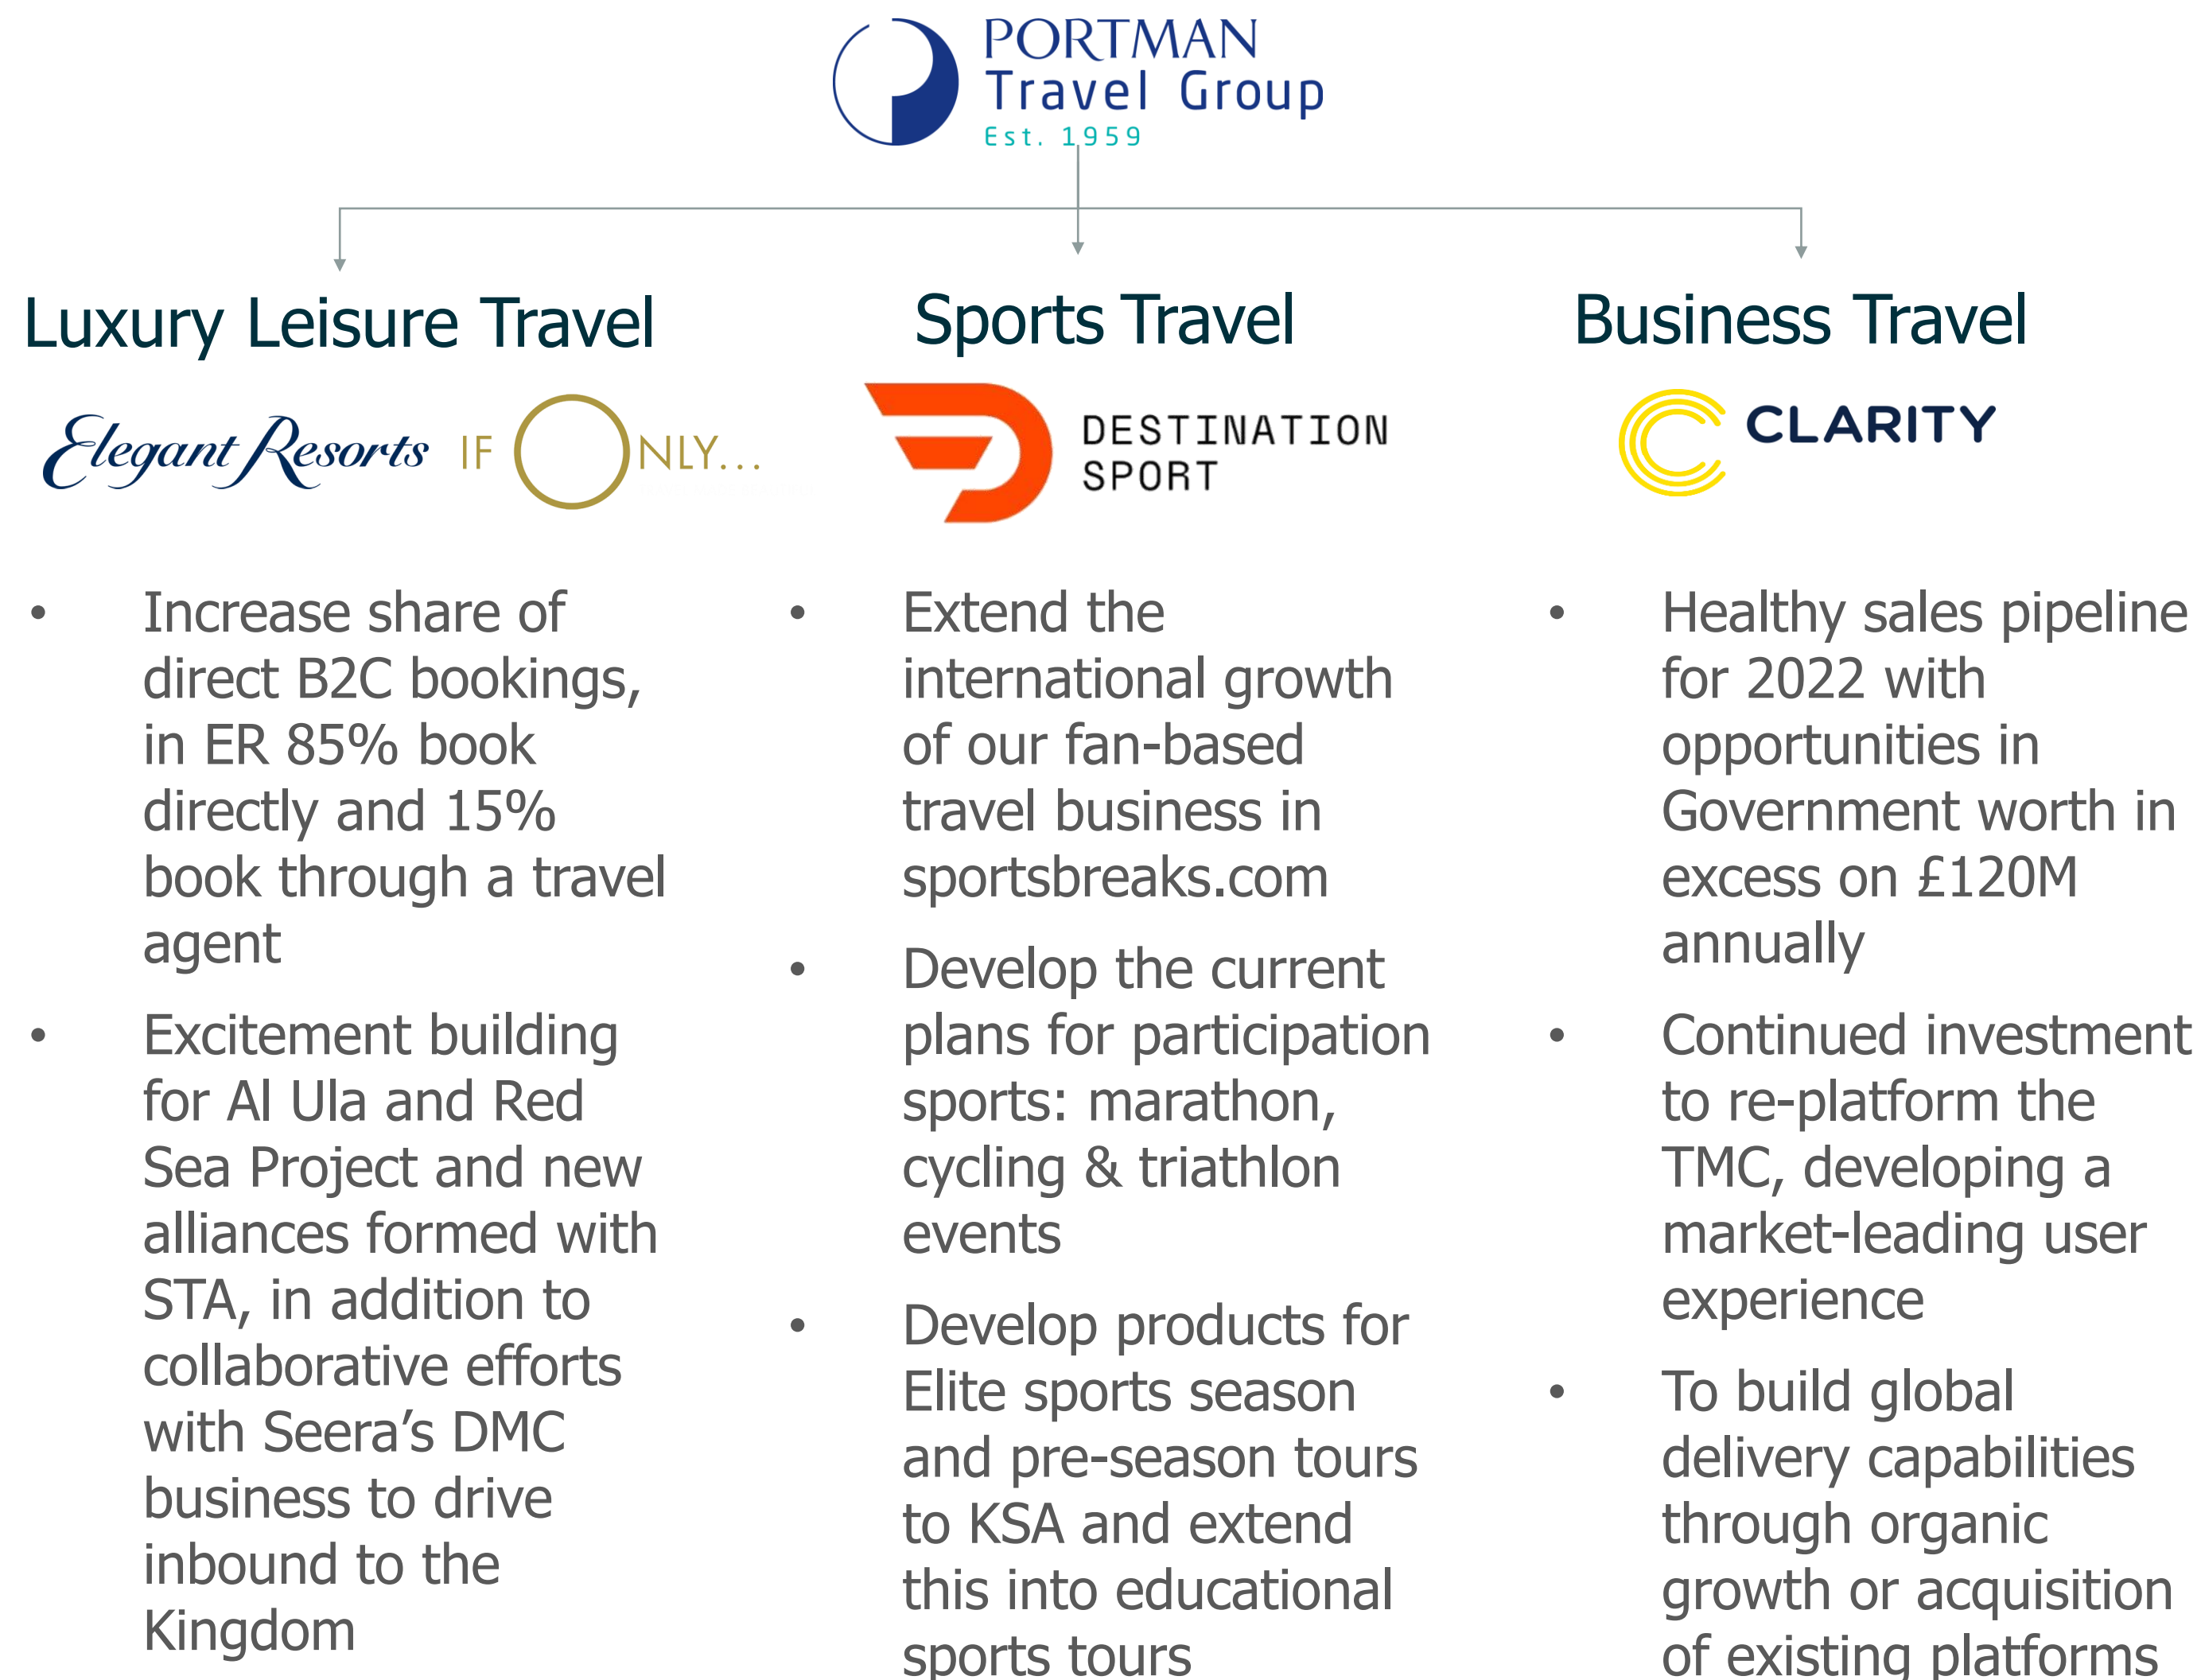 PORTMAN
Travel Group
Est. 1959
Luxury Leisure Travel
Elegant Resorts
IF ONLY...
• Increase share of
direct B2C bookings,
in ER 85% book
directly and 15%
book through a travel
agent
• Excitement building
for Al Ula and Red
Sea Project and new
alliances formed with
STA, in addition to
collaborative efforts
with Seera’s DMC
business to drive
inbound to the
Kingdom
Sports Travel
DESTINATION
SPORT
• Extend the
international growth
of our fan-based
travel business in
sportsbreaks.com
• Develop the current
plans for participation
sports: marathon,
cycling & triathlon
events
• Develop products for
Elite sports season
and pre-season tours
to KSA and extend
this into educational
sports tours
Business Travel
CLARITY
• Healthy sales pipeline
for 2022 with
opportunities in
Government worth in
excess on £120M
annually
• Continued investment
to re-platform the
TMC, developing a
market-leading user
experience
• To build global
delivery capabilities
through organic
growth or acquisition
of existing platforms